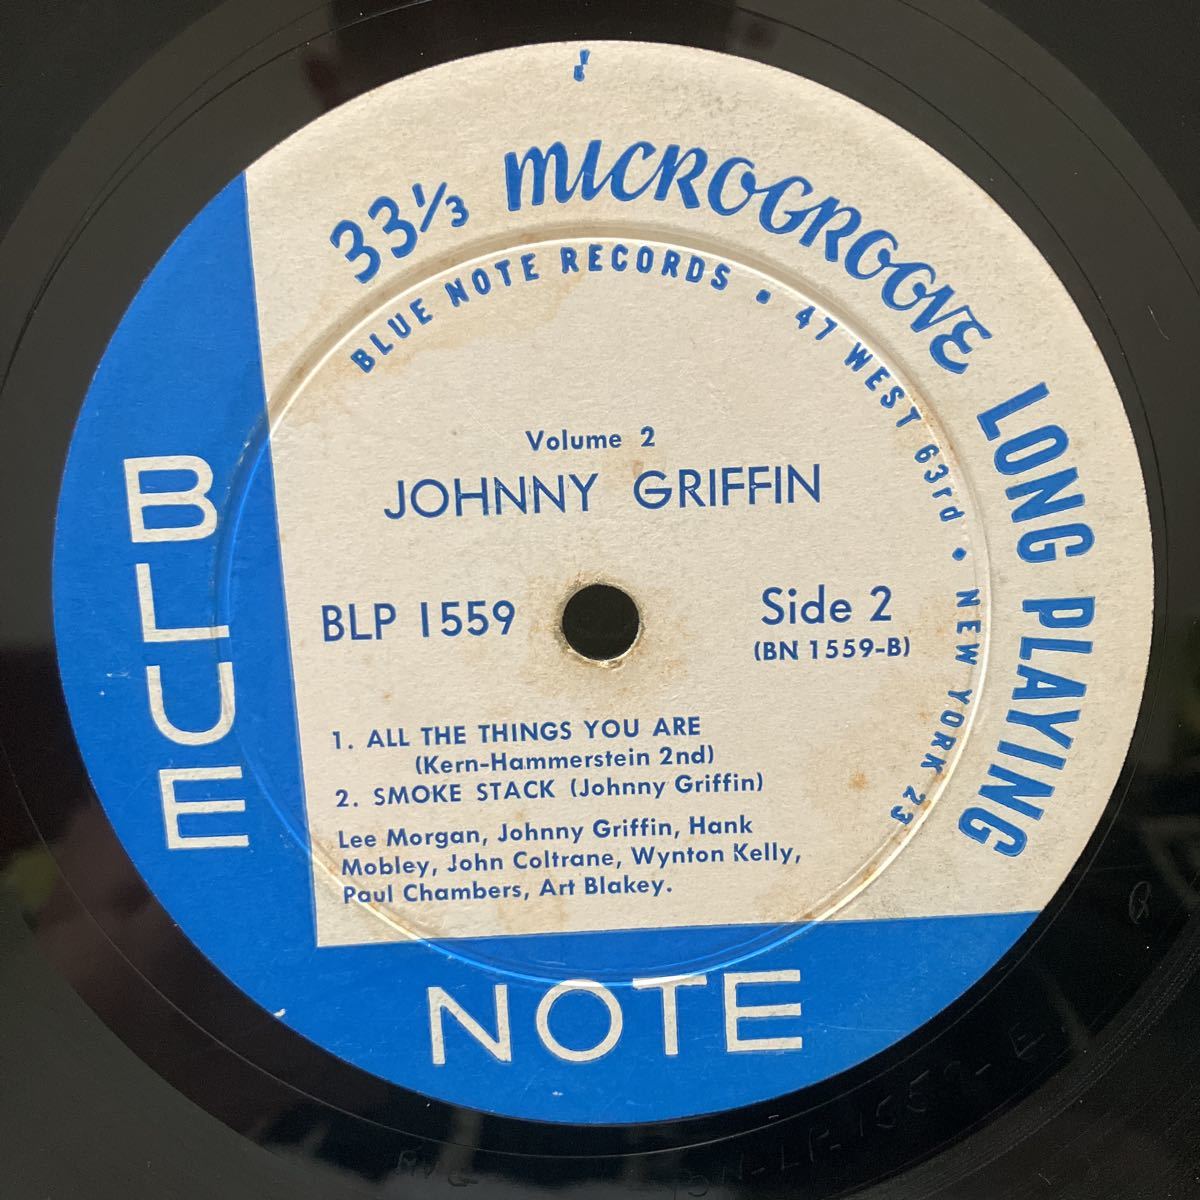 33⅓ MICROGROOVE LONG PLAYING
BLUE NOTE RECORDS • 47 WEST 63rd • NEW YORK 23
Volume 2
JOHNNY GRIFFIN
BLP 1559
Side 2
(BN 1559-B)
1. ALL THE THINGS YOU ARE
(Kern-Hammerstein 2nd)
2. SMOKE STACK (Johnny Griffin)
Lee Morgan, Johnny Griffin, Hank
Mobley, John Coltrane, Wynton Kelly,
Paul Chambers, Art Blakey.
BLUE
NOTE